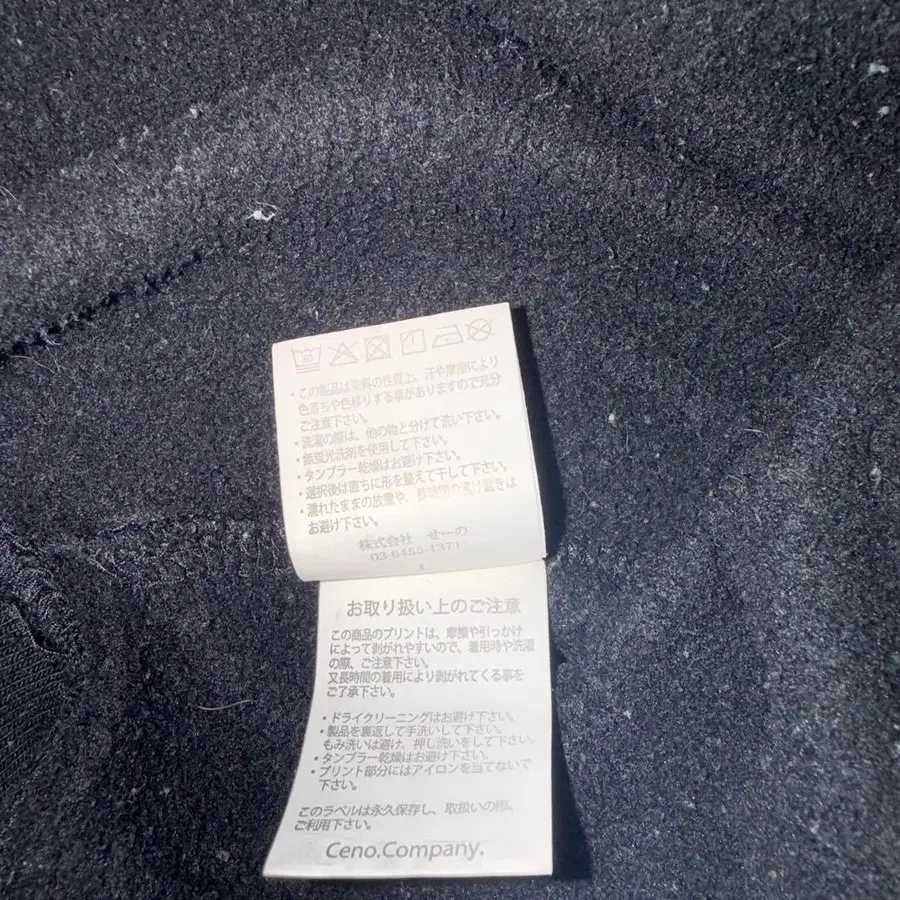 ・この製品は染料の性質上、汗や摩擦により
色落ちや色移りする事がありますので充分
ご注意下さい。
・洗濯の際は、他の物と分けて洗い下さい。
・無蛍光洗剤を使用して下さい。
・タンブラー乾燥はお避け下さい。
・選択後は直ちに形を整えて干して下さい。
・濡れたままの放置や、長時間の漬け置きは
お避け下さい。
株式会社 せーの
03-6455-1371
お取り扱い上のご注意
この商品のプリントは、摩擦や引っかけ
によって剥がれやすいので、着用時や洗濯
の際、ご注意下さい。
又長時間の着用により剥がれてくる事を
ご了承下さい。
・ドライクリーニングはお避け下さい。
・製品を裏返して手洗いして下さい。
もみ洗いは避け、押し洗いをして下さい。
・タンブラー乾燥はお避け下さい。
・プリント部分にはアイロンを当てないで
下さい。
このラベルは永久保存し、取扱いの際、
ご利用下さい。
Ceno.Company.